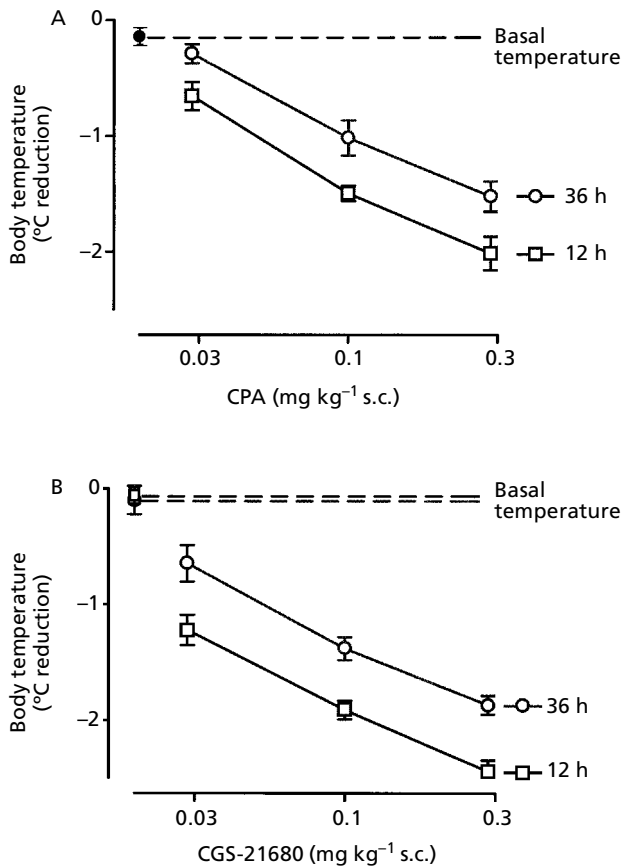 A
0
Basal
temperature
Body temperature
(°C reduction)
−1
36 h
−2
12 h
0.03 0.1 0.3
CPA (mg kg⁻¹ s.c.)
B
0
Basal
temperature
Body temperature
(°C reduction)
−1
36 h
−2
12 h
0.03 0.1 0.3
CGS-21680 (mg kg⁻¹ s.c.)